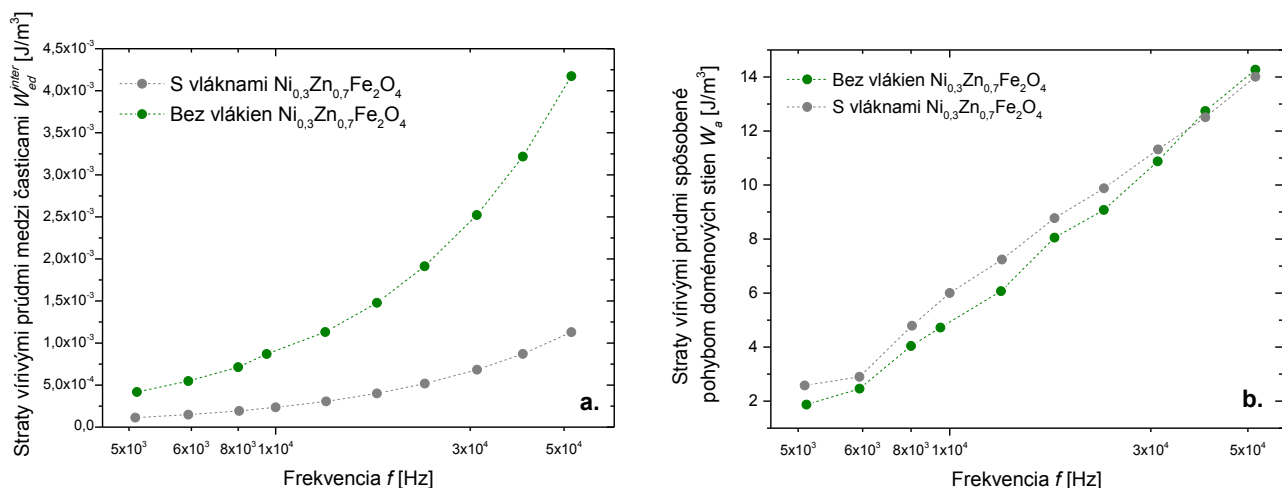 Straty vírivými prúdmi medzi časticami W_ed^inter [J/m³]
4,5x10⁻³
4,0x10⁻³
3,5x10⁻³
3,0x10⁻³
2,5x10⁻³
2,0x10⁻³
1,5x10⁻³
1,0x10⁻³
5,0x10⁻⁴
0,0
S vláknami Ni₀,₃Zn₀,₇Fe₂O₄
Bez vlákien Ni₀,₃Zn₀,₇Fe₂O₄
a.
5x10³ 6x10³ 8x10³ 1x10⁴ 3x10⁴ 5x10⁴
Frekvencia f [Hz]
Straty vírivými prúdmi spôsobené
pohybom doménových stien W_a [J/m³]
14
12
10
8
6
4
2
Bez vlákien Ni₀,₃Zn₀,₇Fe₂O₄
S vláknami Ni₀,₃Zn₀,₇Fe₂O₄
b.
5x10³ 6x10³ 8x10³ 1x10⁴ 3x10⁴ 5x10⁴
Frekvencia f [Hz]